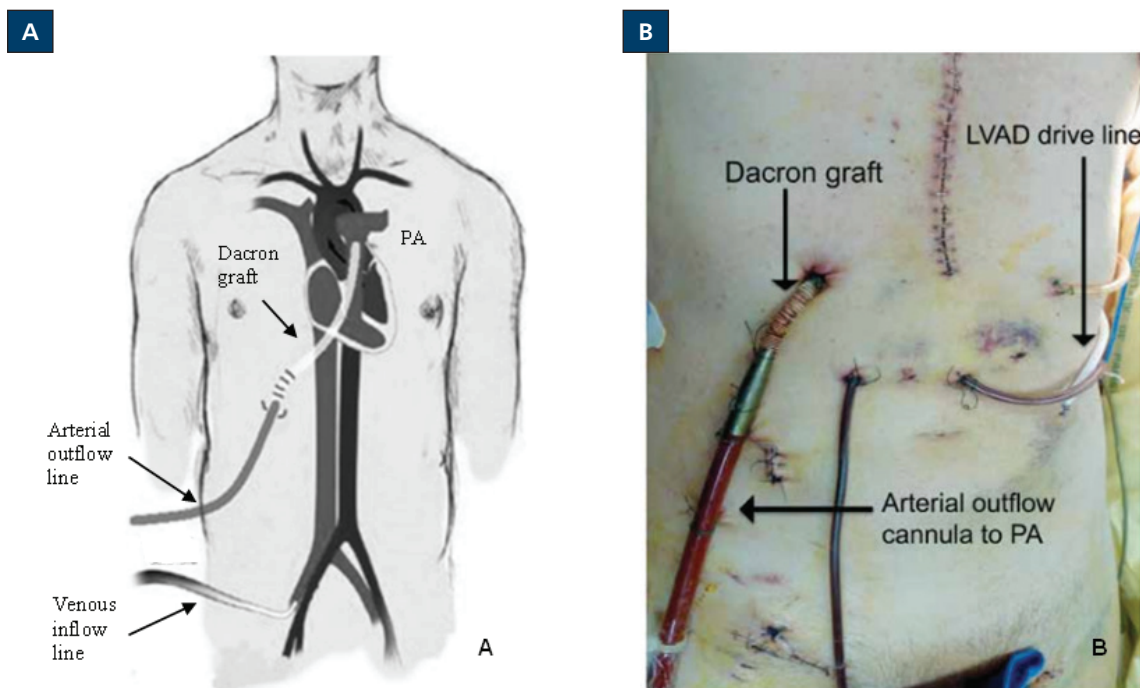 A
B
PA
Dacron
graft
Arterial
outflow
line
Venous
inflow
line
A
LVAD drive line
Dacron graft
Arterial outflow
cannula to PA
B